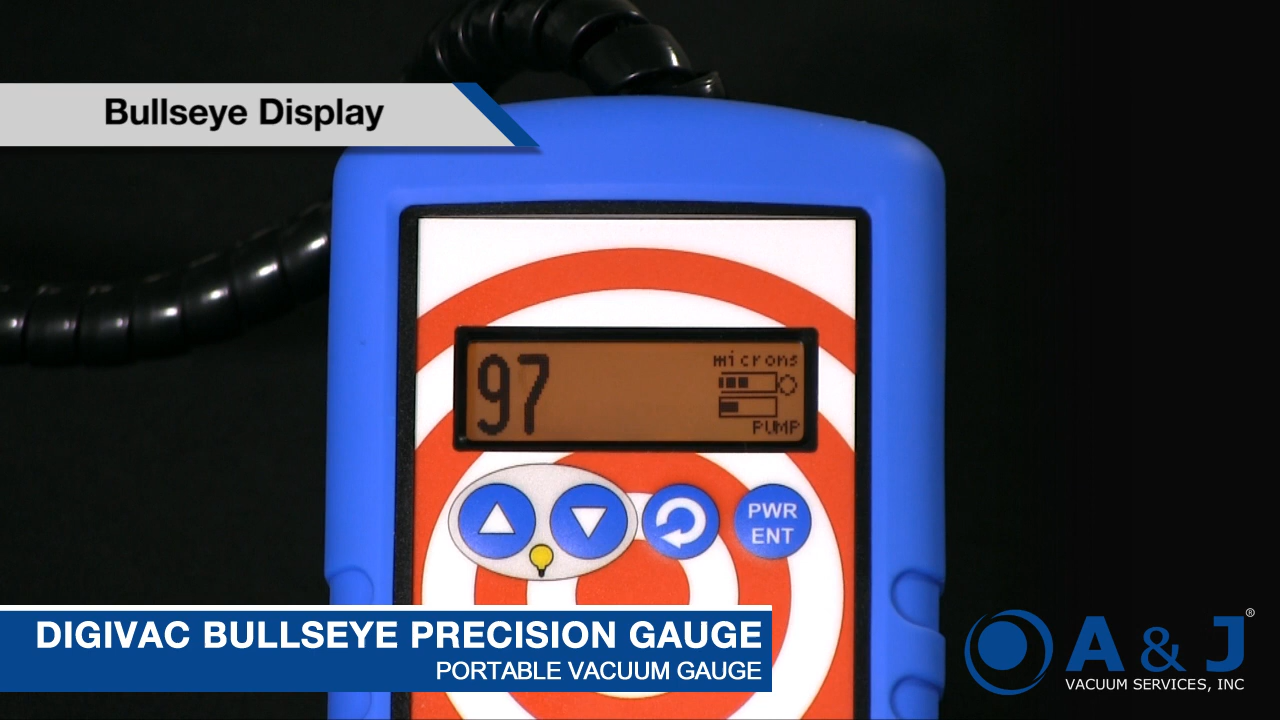 Bullseye Display
97
microns
PUMP
PWR
ENT
DIGIVAC BULLSEYE PRECISION GAUGE
PORTABLE VACUUM GAUGE
A & J®
VACUUM SERVICES, INC